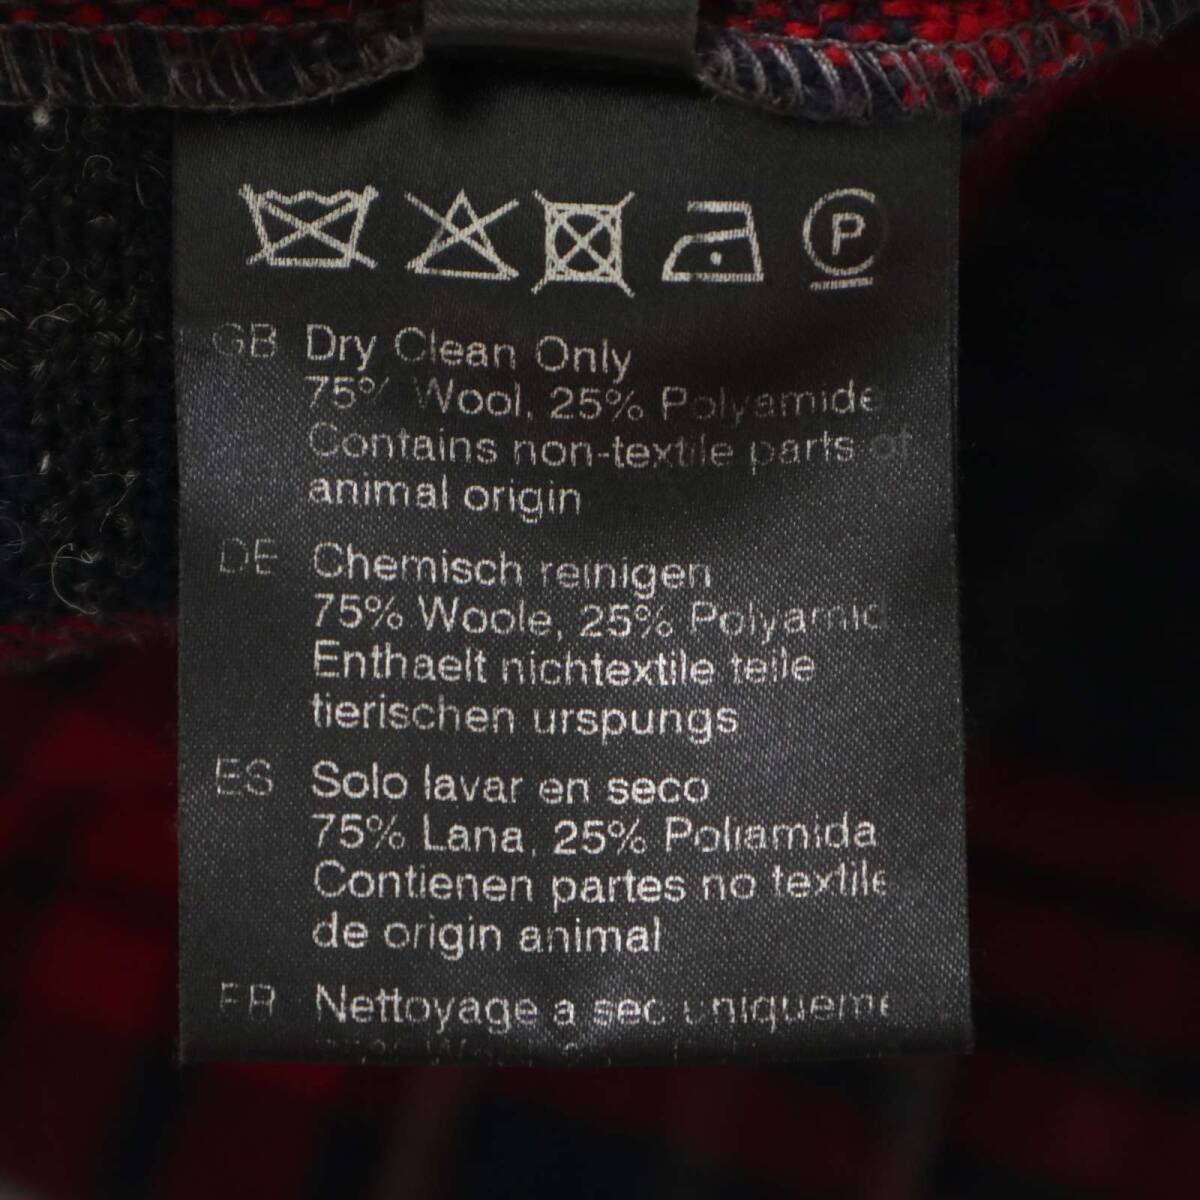 P
GB Dry Clean Only
75% Wool, 25% Polyamide
Contains non-textile parts of
animal origin
DE Chemisch reinigen
75% Woole, 25% Polyamid
Enthaelt nichtextile teile
tierischen urspungs
ES Solo lavar en seco
75% Lana, 25% Poliamida
Contienen partes no textile
de origin animal
FR Nettoyage a sec uniqueme